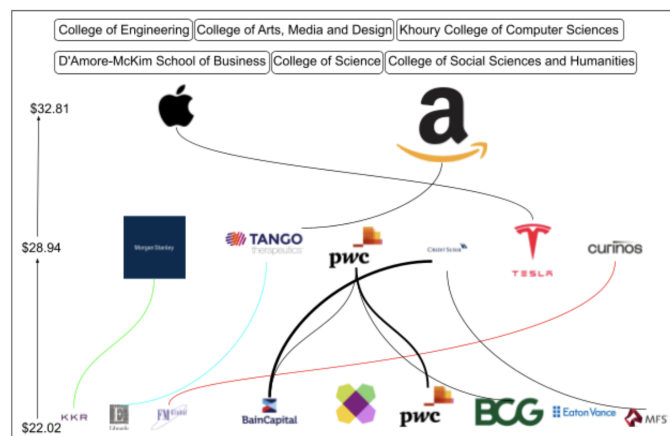 College of Engineering College of Arts, Media and Design Khoury College of Computer Sciences
D'Amore-McKim School of Business College of Science College of Social Sciences and Humanities
$32.81
a
$28.94
Morgan Stanley
TANGO
therapeutics
pwc
CREDIT SUISSE
TESLA
curinos
$22.02
KKR
E
Edwards
FM
Global
BainCapital
pwc
BCG
Eaton Vance
MFS